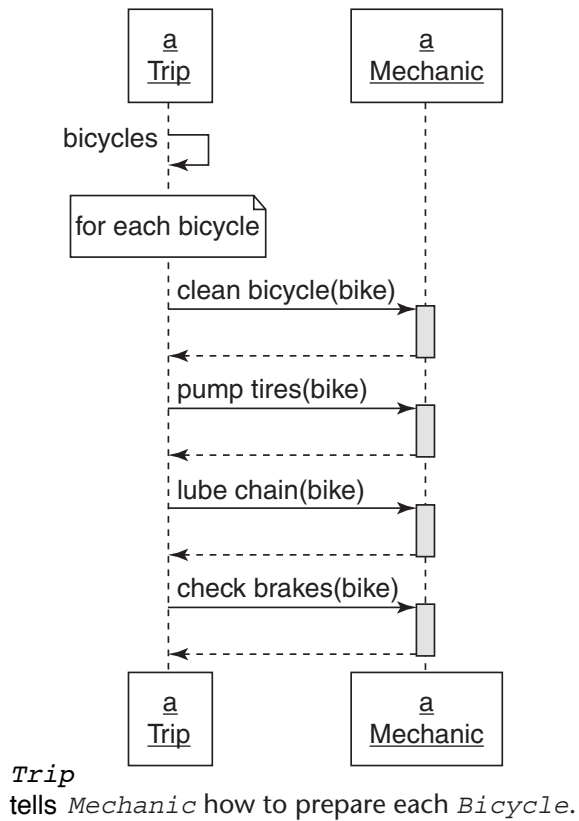 a
Trip
a
Mechanic
bicycles
for each bicycle
clean bicycle(bike)
pump tires(bike)
lube chain(bike)
check brakes(bike)
a
Trip
a
Mechanic
Trip
tells Mechanic how to prepare each Bicycle.